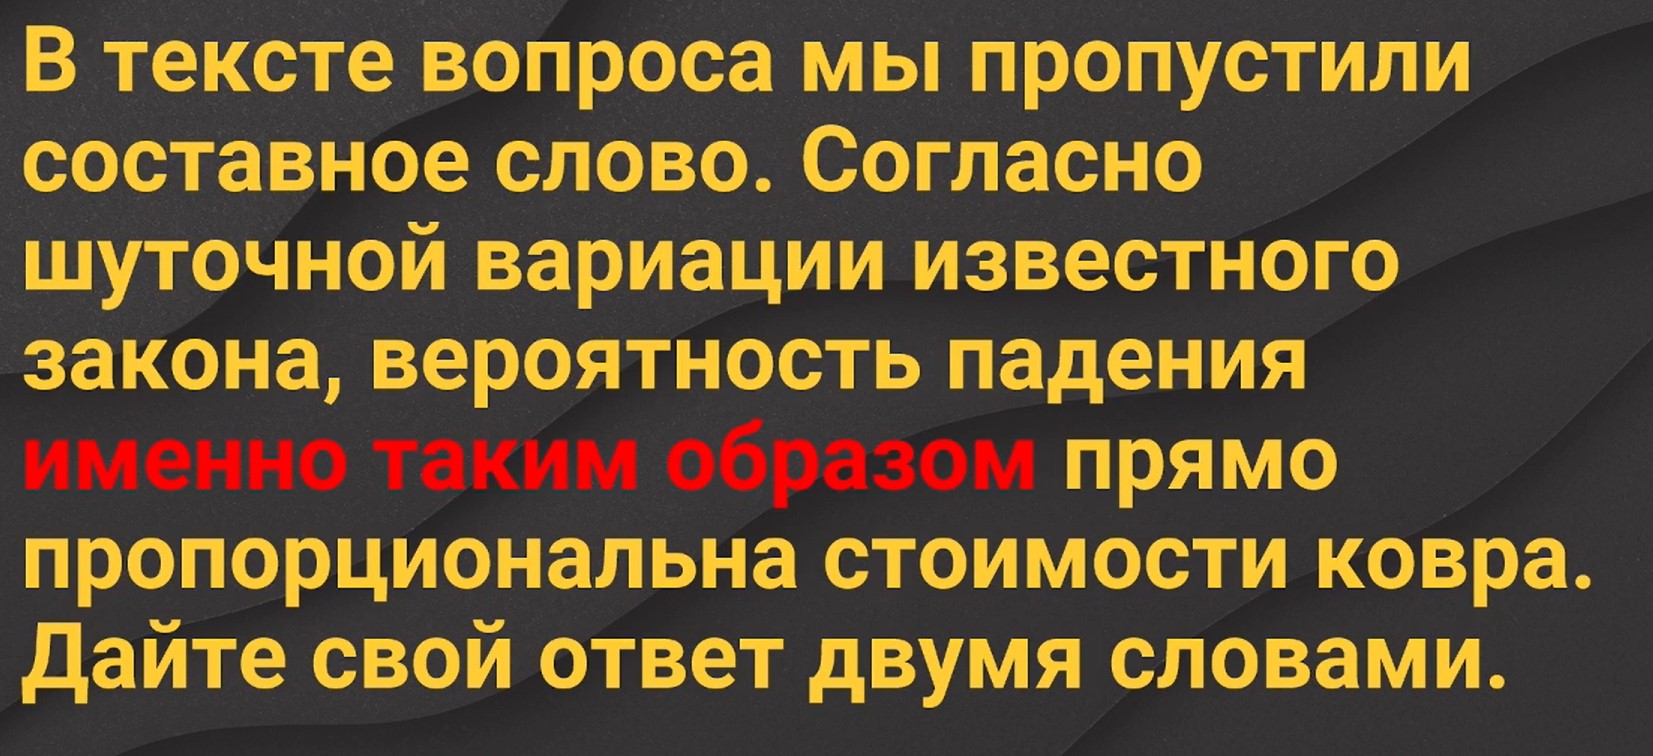 В тексте вопроса мы пропустили
составное слово. Согласно
шуточной вариации известного
закона, вероятность падения
именно таким образом прямо
пропорциональна стоимости ковра.
Дайте свой ответ двумя словами.